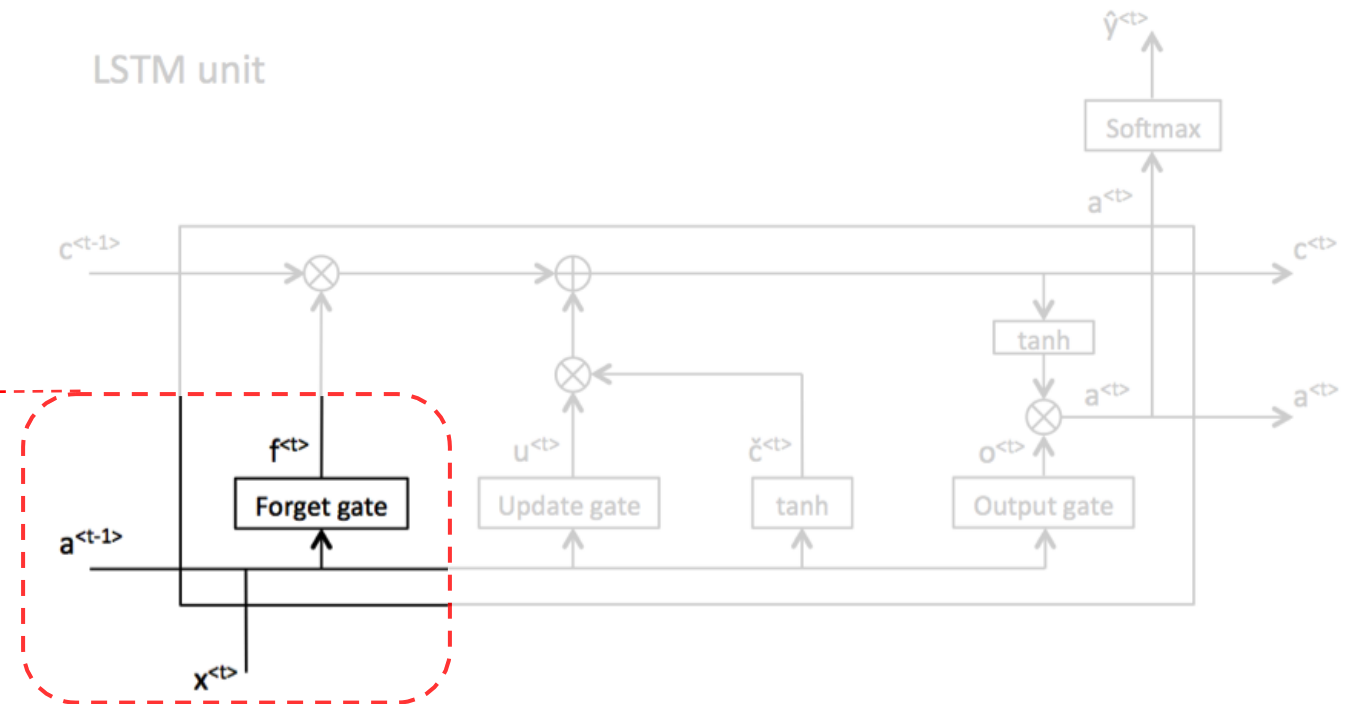 LSTM unit
ŷ<t>
Softmax
a<t>
c<t-1>
c<t>
tanh
a<t>
a<t>
f<t>
u<t>
č<t>
o<t>
Forget gate
Update gate
tanh
Output gate
a<t-1>
x<t>